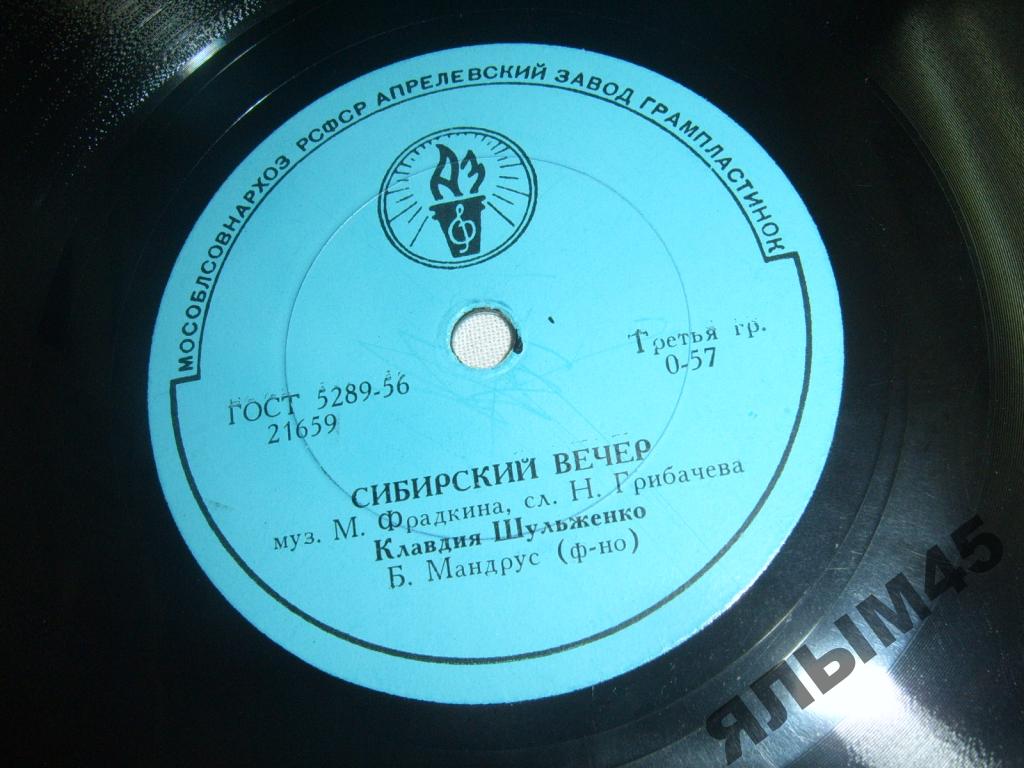 МОСОБЛСОВНАРХОЗ РСФСР АПРЕЛЕВСКИЙ ЗАВОД ГРАМПЛАСТИНОК
АЗ
Третья гр.
0-57
ГОСТ 5289-56
21659
СИБИРСКИЙ ВЕЧЕР
муз. М. Фрадкина, сл. Н. Грибачева
Клавдия Шульженко
Б. Мандрус (ф-но)
ЯЛЫМ45